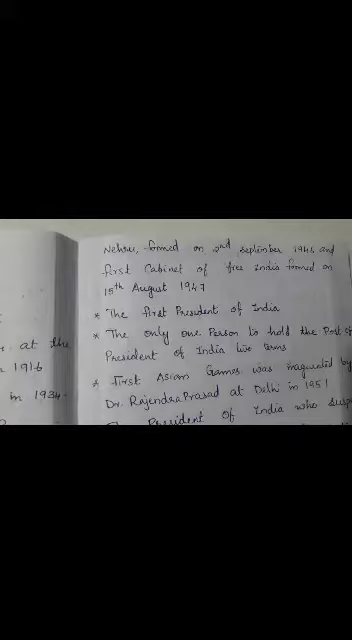 Nehru, formed on 2nd september 1946 and
first Cabinet of free India formed on
15th August 1947
* The first President of India
* The only one Person to hold the Post of
President of India two terms
* First Asian Games was inagurated by
Dr. Rajendra Prasad at Delhi in 1951
President of India who
at the
1916
in 1934